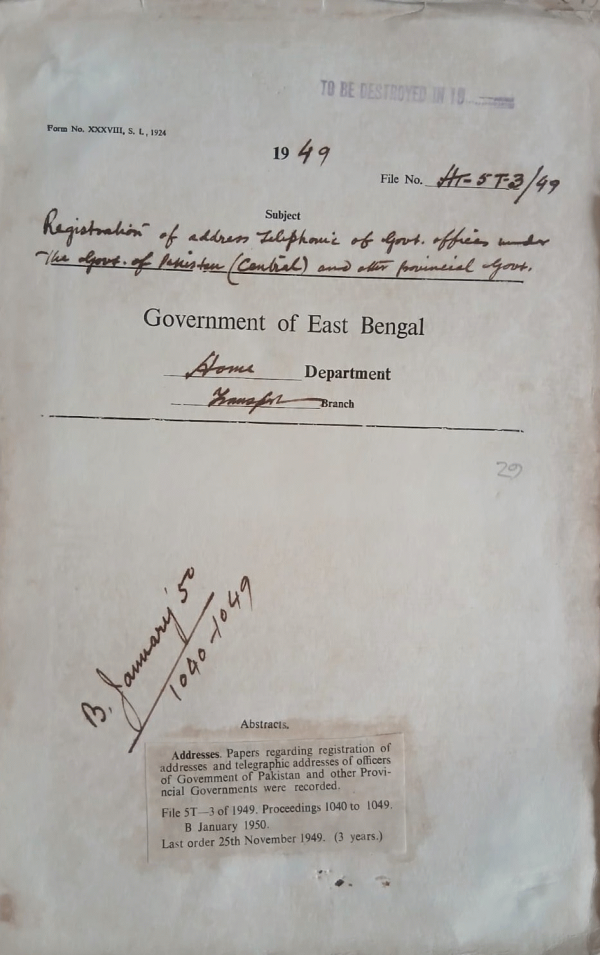 TO BE DESTROYED IN 19
Form No. XXXVIII, S. L., 1924
1949
File No. HT-5T-3/49
Subject
Registration of address Teliphonic of Govt. offices under
the Govt. of Pakistan (Central) and other provincial Govt.
Government of East Bengal
Home Department
Transport Branch
29
B. January '50
1040-1049
Abstracts.
Addresses. Papers regarding registration of
addresses and telegraphic addresses of officers
of Government of Pakistan and other Provi-
ncial Governments were recorded.
File 5T—3 of 1949. Proceedings 1040 to 1049.
B January 1950.
Last order 25th November 1949. (3 years.)